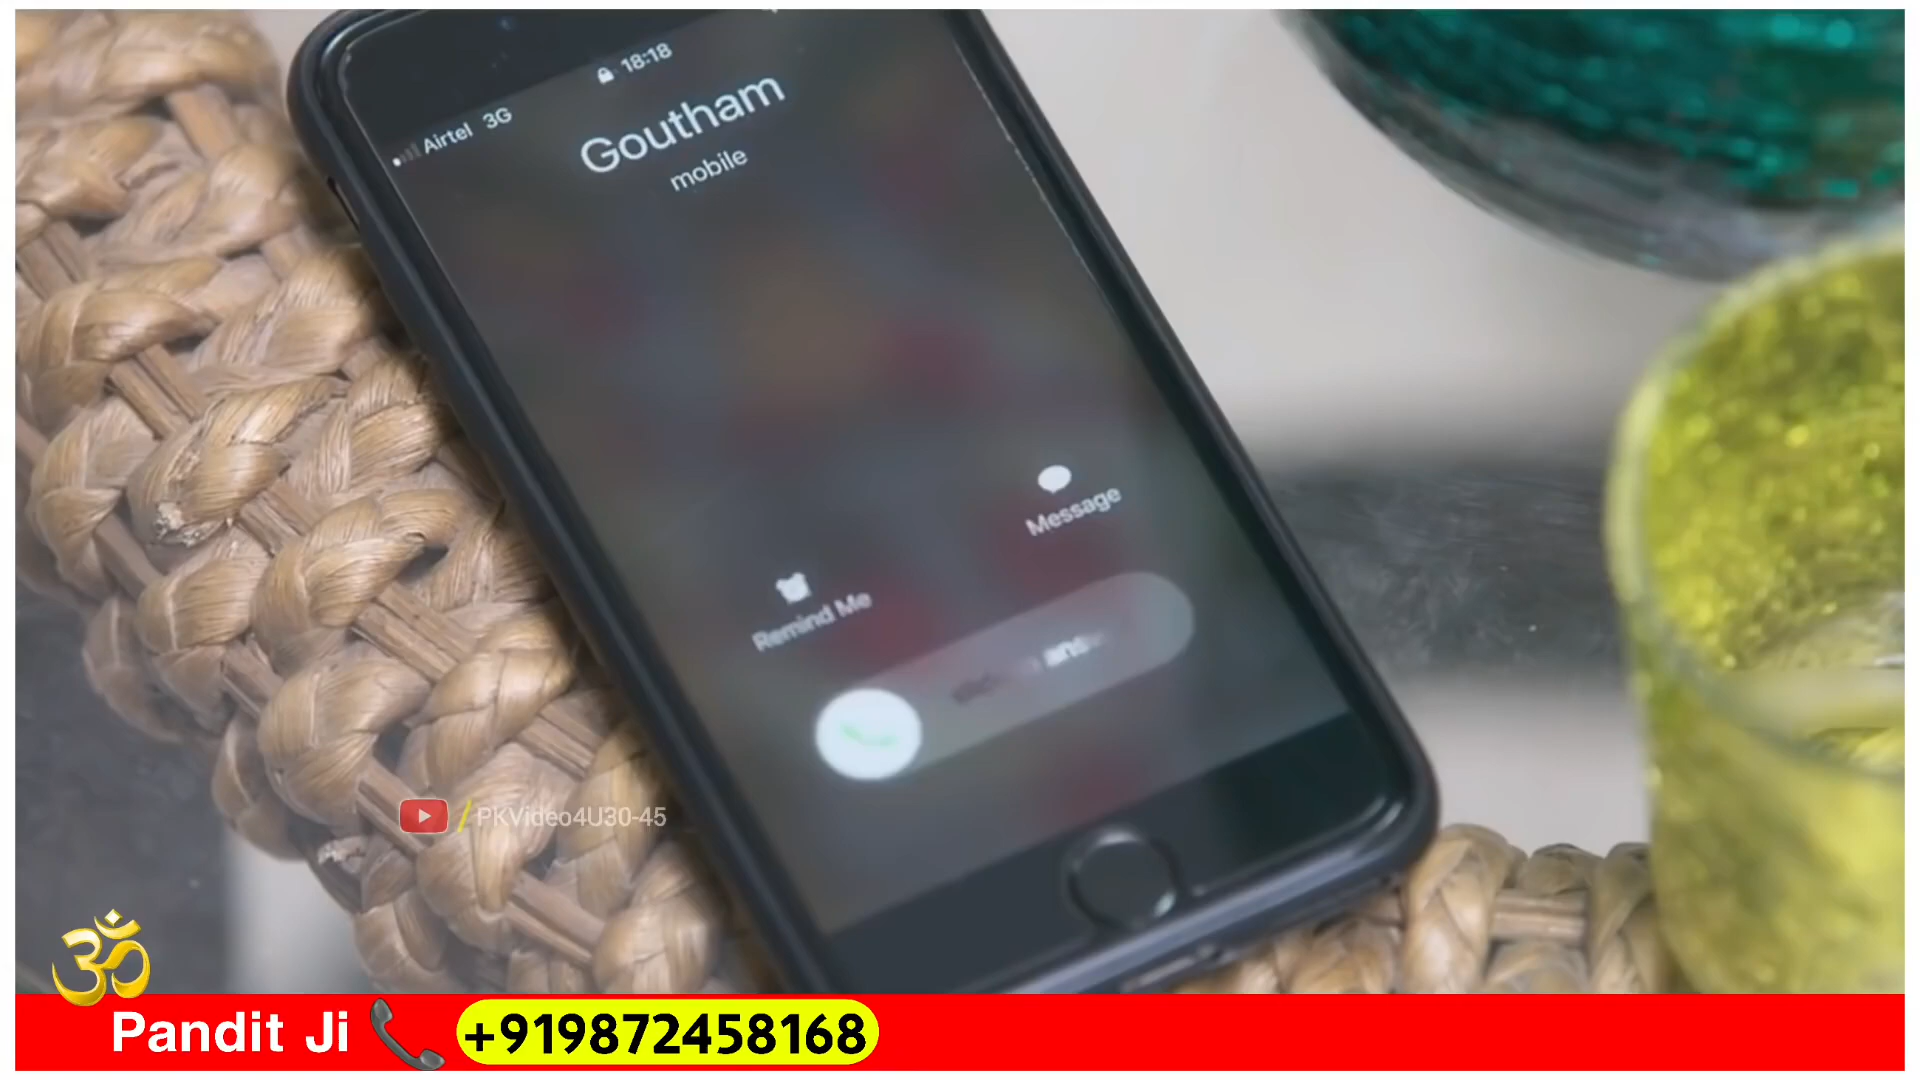 18:18
Airtel 3G
Goutham
mobile
Message
Remind Me
PKVideo4U30-45
ॐ
Pandit Ji
+919872458168